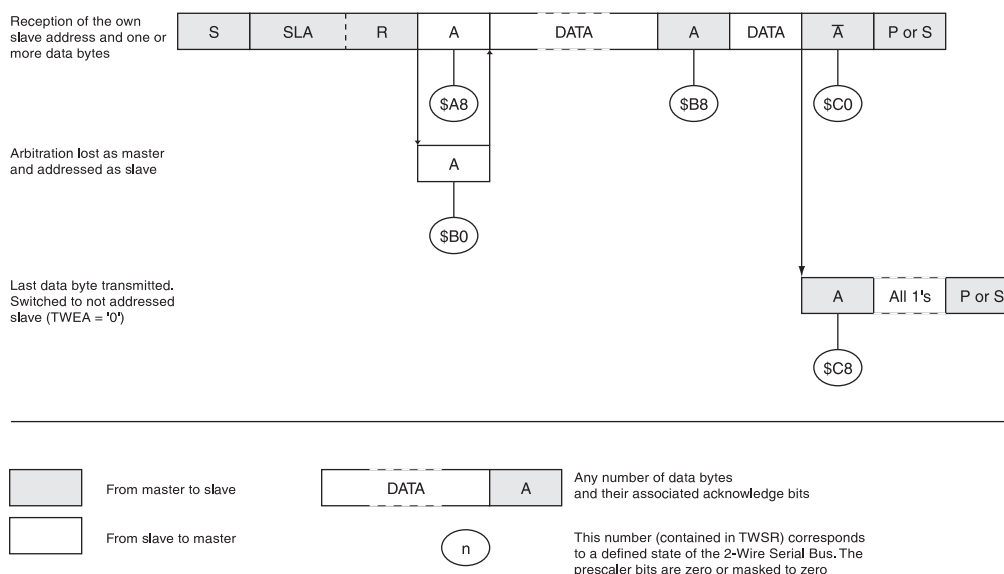 Reception of the own
slave address and one or
more data bytes
S SLA R A DATA A DATA A̅ P or S
$A8 $B8 $C0
Arbitration lost as master
and addressed as slave
A
$B0
Last data byte transmitted.
Switched to not addressed
slave (TWEA = '0')
A All 1's P or S
$C8
From master to slave
DATA A
Any number of data bytes
and their associated acknowledge bits
From slave to master
n
This number (contained in TWSR) corresponds
to a defined state of the 2-Wire Serial Bus. The
prescaler bits are zero or masked to zero